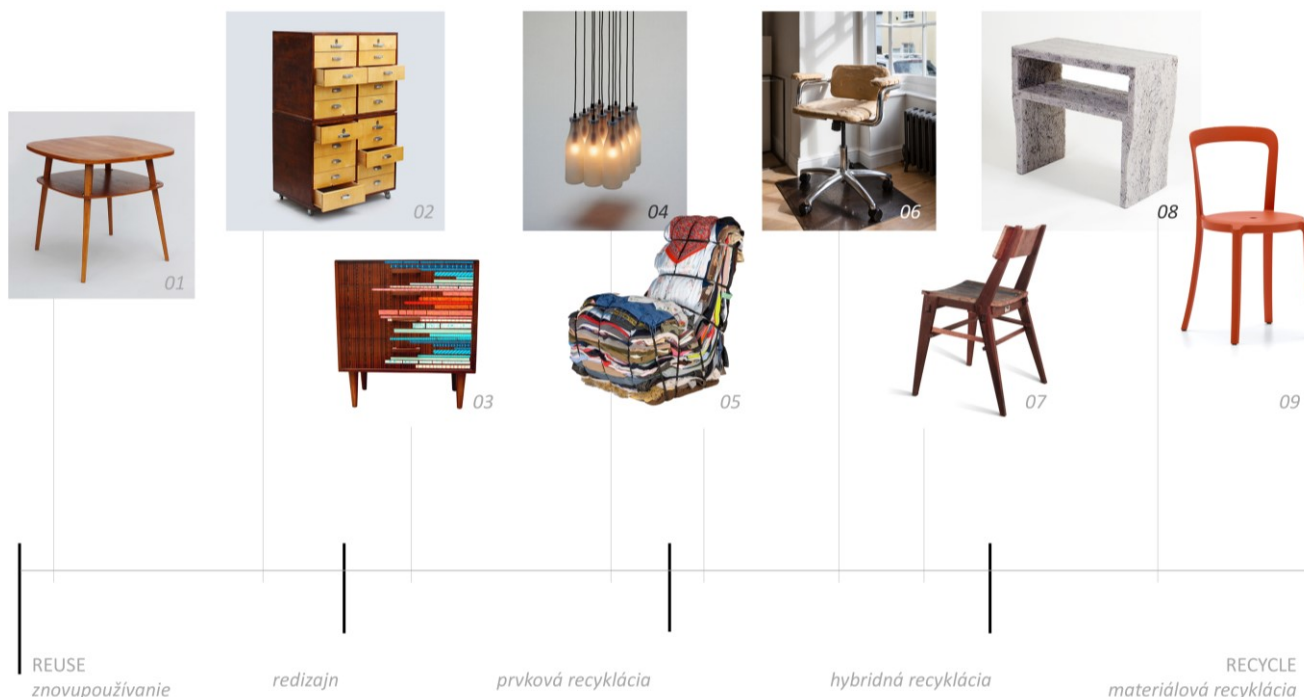 01
02
03
04
05
06
07
08
09
REUSE
znovupoužívanie
redizajn
prvková recyklácia
hybridná recyklácia
RECYCLE
materiálová recyklácia